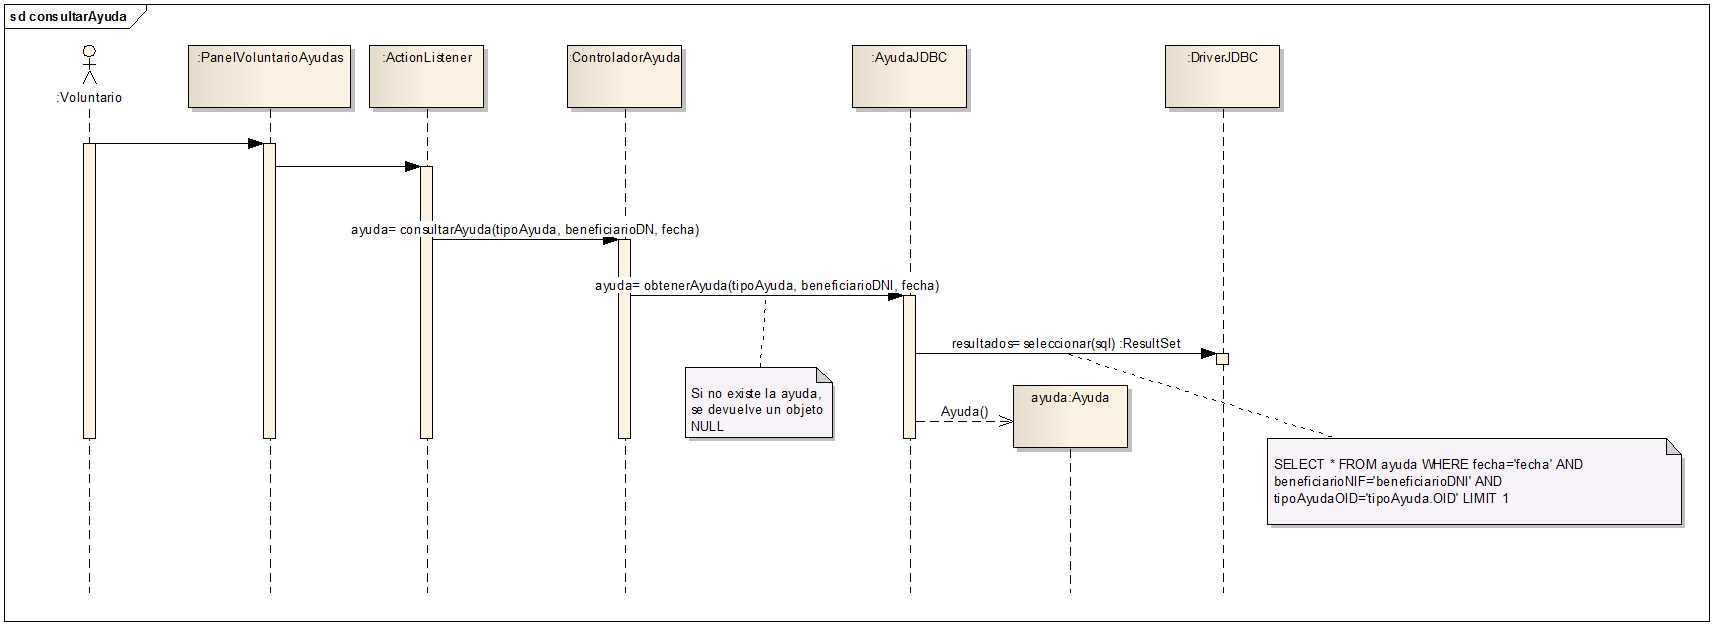 sd consultarAyuda
:Voluntario
:PanelVoluntarioAyudas
:ActionListener
:ControladorAyuda
:AyudaJDBC
:DriverJDBC
ayuda= consultarAyuda(tipoAyuda, beneficiarioDN, fecha)
ayuda= obtenerAyuda(tipoAyuda, beneficiarioDNI, fecha)
resultados= seleccionar(sql) :ResultSet
Si no existe la ayuda,
se devuelve un objeto
NULL
Ayuda()
ayuda:Ayuda
SELECT * FROM ayuda WHERE fecha='fecha' AND
beneficiarioNIF='beneficiarioDNI' AND
tipoAyudaOID='tipoAyuda.OID' LIMIT 1